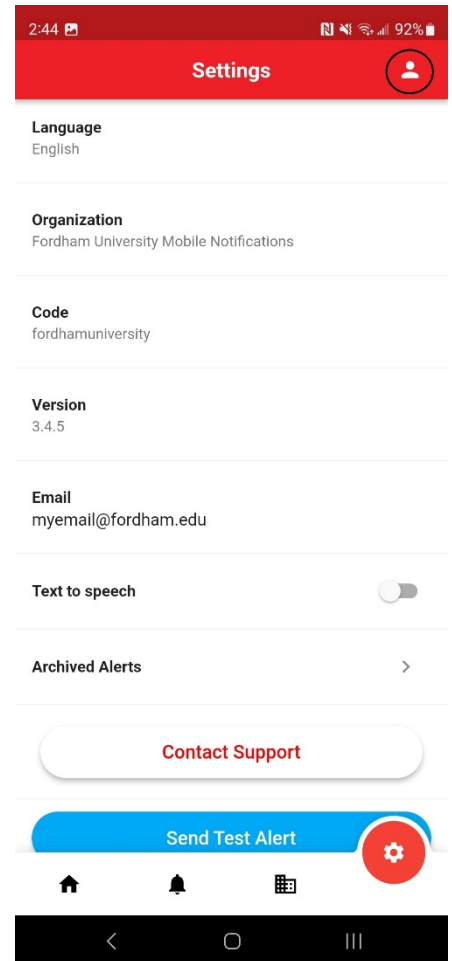 2:44 92%
Settings
Language
English
Organization
Fordham University Mobile Notifications
Code
fordhamuniversity
Version
3.4.5
Email
myemail@fordham.edu
Text to speech
Archived Alerts
Contact Support
Send Test Alert